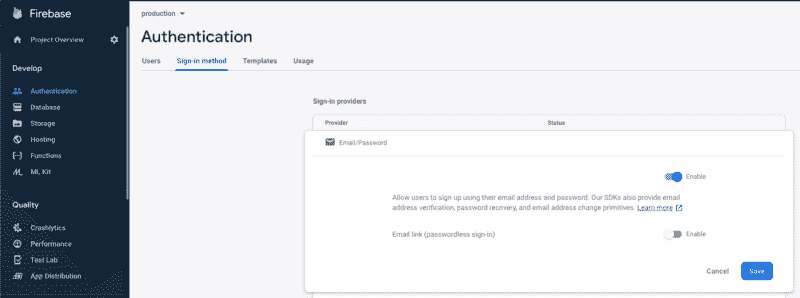 Firebase
Project Overview
Develop
Authentication
Database
Storage
Hosting
Functions
ML Kit
Quality
Crashlytics
Performance
Test Lab
App Distribution
production
Authentication
Users Sign-in method Templates Usage
Sign-in providers
Provider Status
Email/Password
Enable
Allow users to sign up using their email address and password. Our SDKs also provide email
address verification, password recovery, and email address change primitives. Learn more
Email link (passwordless sign-in) Enable
Cancel Save